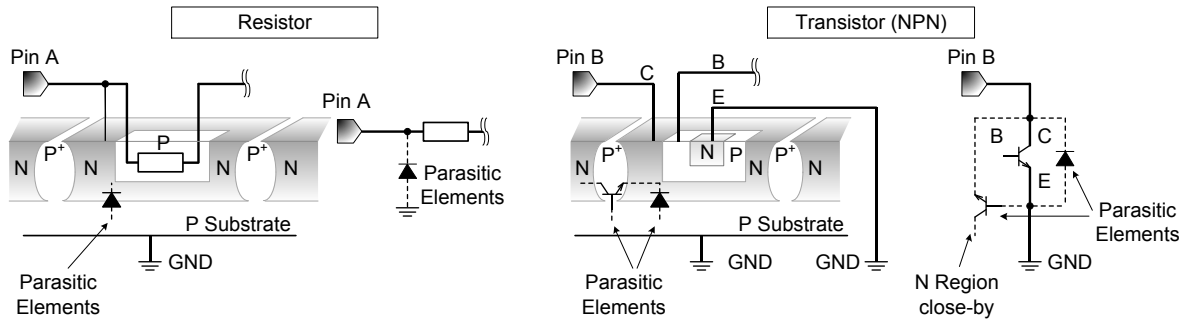 Resistor
Pin A
N
P+
N
P
N
P+
N
P Substrate
GND
Parasitic
Elements
Pin A
Parasitic
Elements
Transistor (NPN)
Pin B
C
B
E
N
P+
N
N
P
P+
N
N
P Substrate
GND
GND
Parasitic
Elements
Pin B
B
C
E
Parasitic
Elements
GND
N Region
close-by